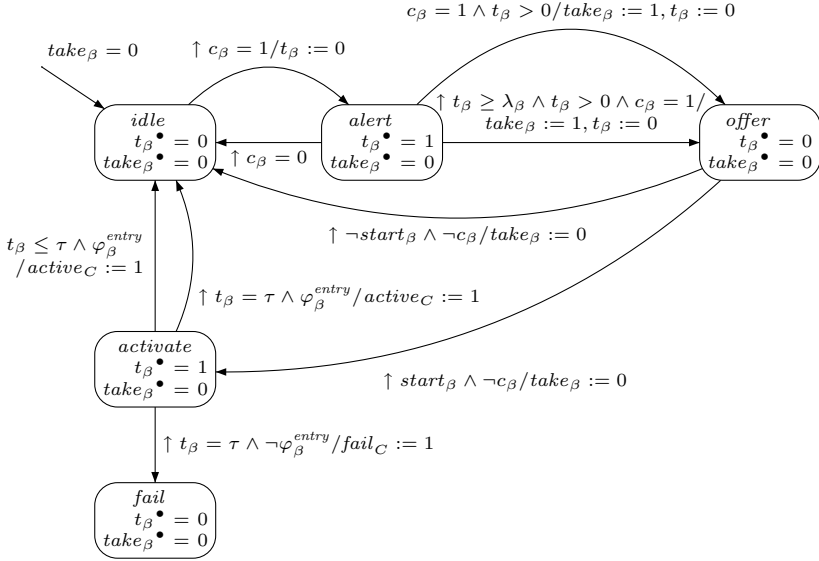 c_β = 1 ∧ t_β > 0/take_β := 1, t_β := 0
take_β = 0
↑ c_β = 1/t_β := 0
idle
t_β• = 0
take_β• = 0
alert
t_β• = 1
take_β• = 0
↑ t_β ≥ λ_β ∧ t_β > 0 ∧ c_β = 1/
take_β := 1, t_β := 0
offer
t_β• = 0
take_β• = 0
↑ c_β = 0
↑ ¬start_β ∧ ¬c_β/take_β := 0
t_β ≤ τ ∧ φ_β^entry
/active_C := 1
↑ t_β = τ ∧ φ_β^entry/active_C := 1
activate
t_β• = 1
take_β• = 0
↑ start_β ∧ ¬c_β/take_β := 0
↑ t_β = τ ∧ ¬φ_β^entry/fail_C := 1
fail
t_β• = 0
take_β• = 0